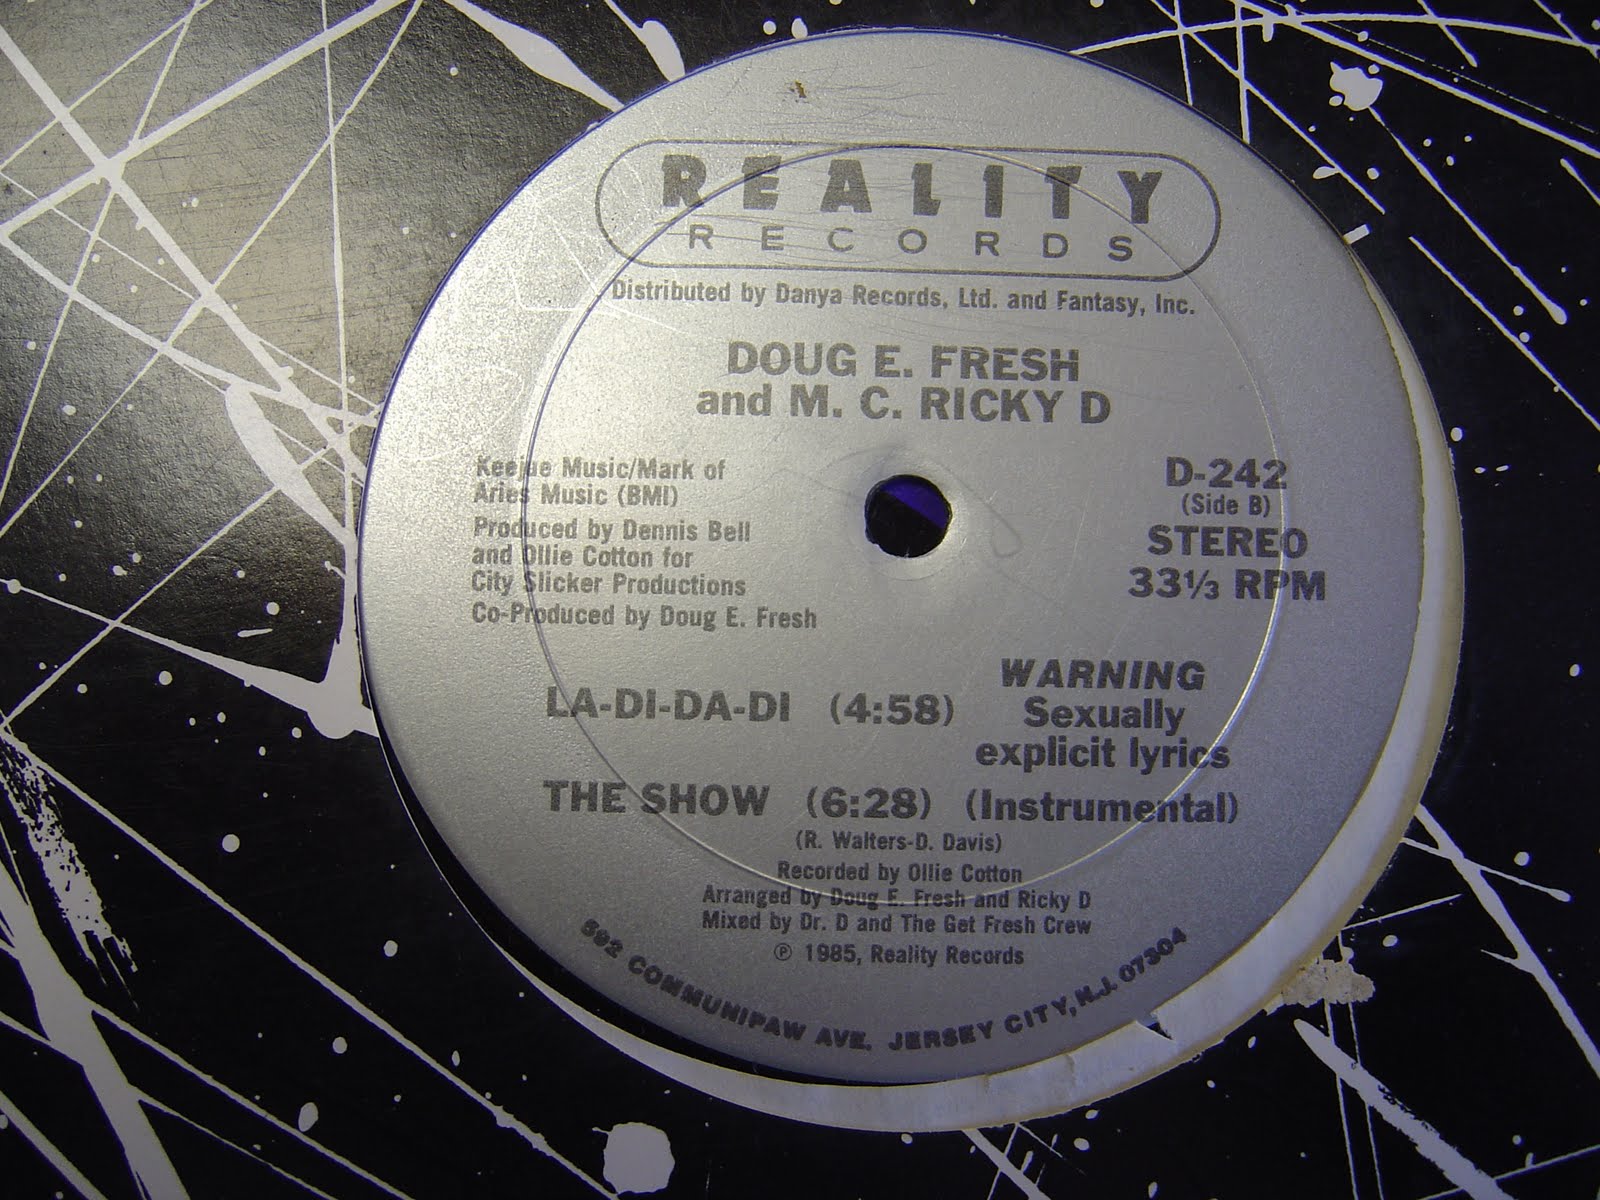 REALITY
RECORDS
Distributed by Danya Records, Ltd. and Fantasy, Inc.
DOUG E. FRESH
and M. C. RICKY D
Keejue Music/Mark of
Aries Music (BMI)
Produced by Dennis Bell
and Ollie Cotton for
City Slicker Productions
Co-Produced by Doug E. Fresh
D-242
(Side B)
STEREO
33⅓ RPM
LA-DI-DA-DI (4:58)
WARNING
Sexually
explicit lyrics
THE SHOW (6:28) (Instrumental)
(R. Walters-D. Davis)
Recorded by Ollie Cotton
Arranged by Doug E. Fresh and Ricky D
Mixed by Dr. D and The Get Fresh Crew
℗ 1985, Reality Records
592 COMMUNIPAW AVE. JERSEY CITY, N.J. 07304